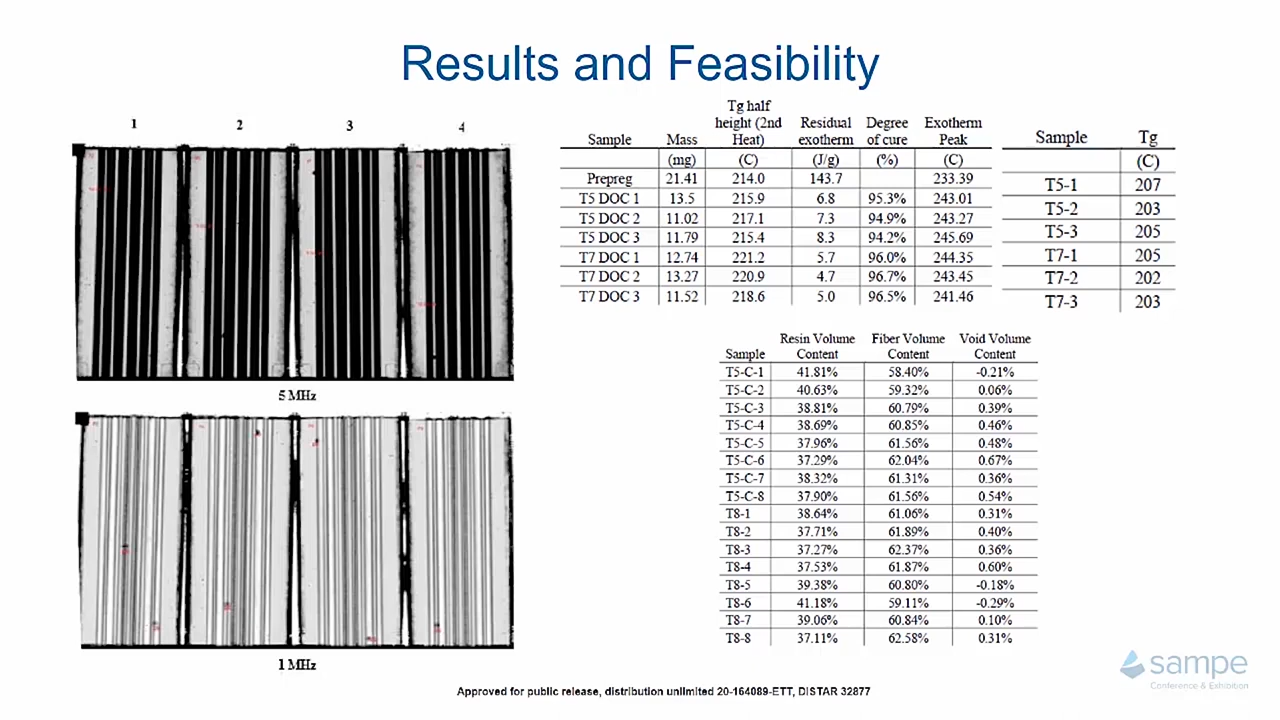 Results and Feasibility
1 2 3 4
5 MHz
1 MHz
Sample Mass Tg half height (2nd Heat) Residual exotherm Degree of cure Exotherm Peak
(mg) (C) (J/g) (%) (C)
Prepreg 21.41 214.0 143.7 233.39
T5 DOC 1 13.5 215.9 6.8 95.3% 243.01
T5 DOC 2 11.02 217.1 7.3 94.9% 243.27
T5 DOC 3 11.79 215.4 8.3 94.2% 245.69
T7 DOC 1 12.74 221.2 5.7 96.0% 244.35
T7 DOC 2 13.27 220.9 4.7 96.7% 243.45
T7 DOC 3 11.52 218.6 5.0 96.5% 241.46
Sample Tg
(C)
T5-1 207
T5-2 203
T5-3 205
T7-1 205
T7-2 202
T7-3 203
Sample Resin Volume Content Fiber Volume Content Void Volume Content
T5-C-1 41.81% 58.40% -0.21%
T5-C-2 40.63% 59.32% 0.06%
T5-C-3 38.81% 60.79% 0.39%
T5-C-4 38.69% 60.85% 0.46%
T5-C-5 37.96% 61.56% 0.48%
T5-C-6 37.29% 62.04% 0.67%
T5-C-7 38.32% 61.31% 0.36%
T5-C-8 37.90% 61.56% 0.54%
T8-1 38.64% 61.06% 0.31%
T8-2 37.71% 61.89% 0.40%
T8-3 37.27% 62.37% 0.36%
T8-4 37.53% 61.87% 0.60%
T8-5 39.38% 60.80% -0.18%
T8-6 41.18% 59.11% -0.29%
T8-7 39.06% 60.84% 0.10%
T8-8 37.11% 62.58% 0.31%
sampe
Conference & Exhibition
Approved for public release, distribution unlimited 20-164089-ETT, DISTAR 32877